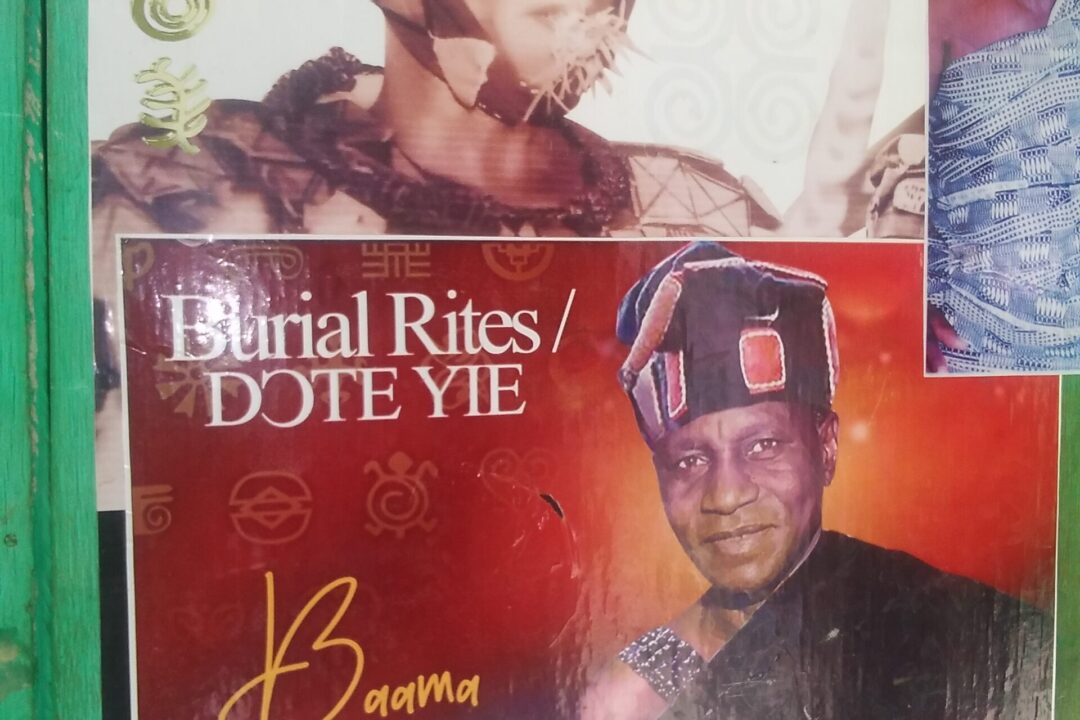 Burial Rites /
DƆTE YIE
Baama